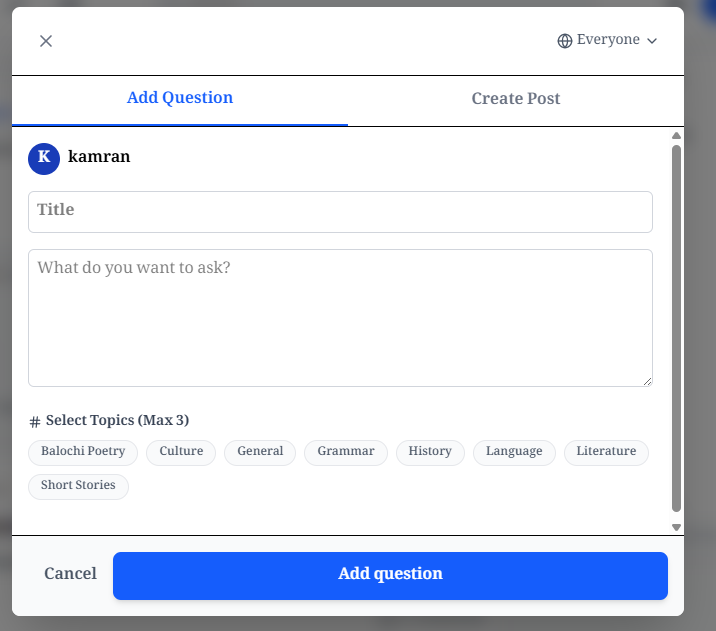 Everyone
Add Question
Create Post
K
kamran
Title
What do you want to ask?
# Select Topics (Max 3)
Balochi Poetry
Culture
General
Grammar
History
Language
Literature
Short Stories
Cancel
Add question